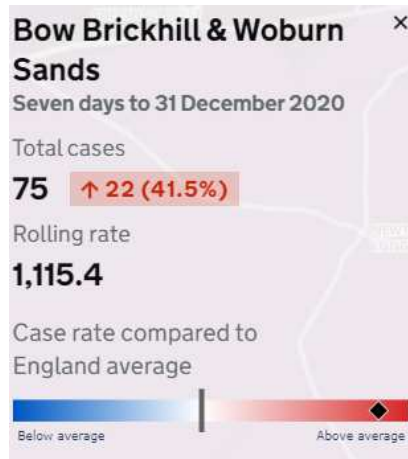 Bow Brickhill & Woburn ×
Sands
Seven days to 31 December 2020
Total cases
75 ↑ 22 (41.5%)
Rolling rate
1,115.4
Case rate compared to
England average
Below average Above average